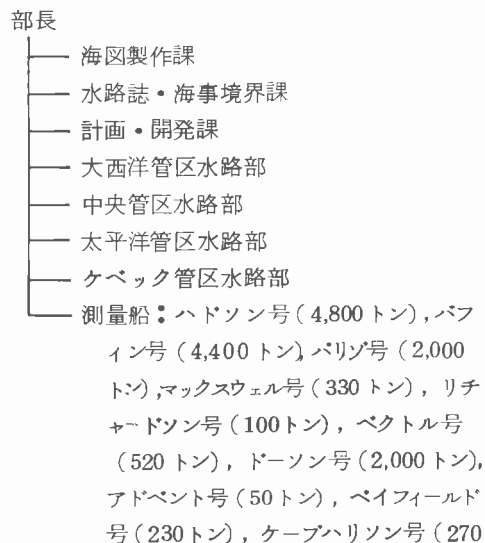 部長
海図製作課
水路誌・海事境界課
計画・開発課
大西洋管区水路部
中央管区水路部
太平洋管区水路部
ケベック管区水路部
測量船：ハドソン号（4,800トン），バフ
ィン号（4,400トン），パリゾ号（2,000
トン），マックスウェル号（330トン），リチ
ャードソン号（100トン），ベクトル号
（520トン），ドーソン号（2,000トン），
アドベント号（50トン），ベイフィールド
号（230トン），ケープハリソン号（270